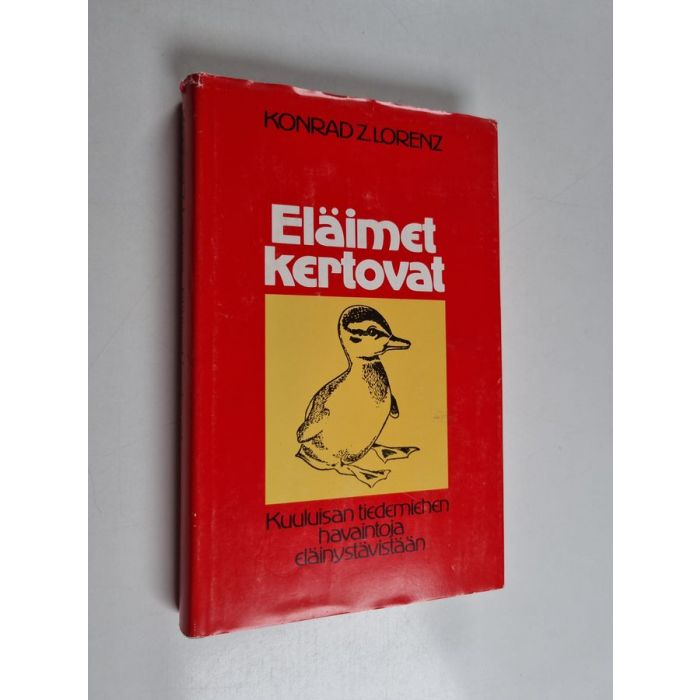 KONRAD Z. LORENZ
Eläimet
kertovat
Kuuluisan tiedemiehen
havaintoja
eläinystävistään